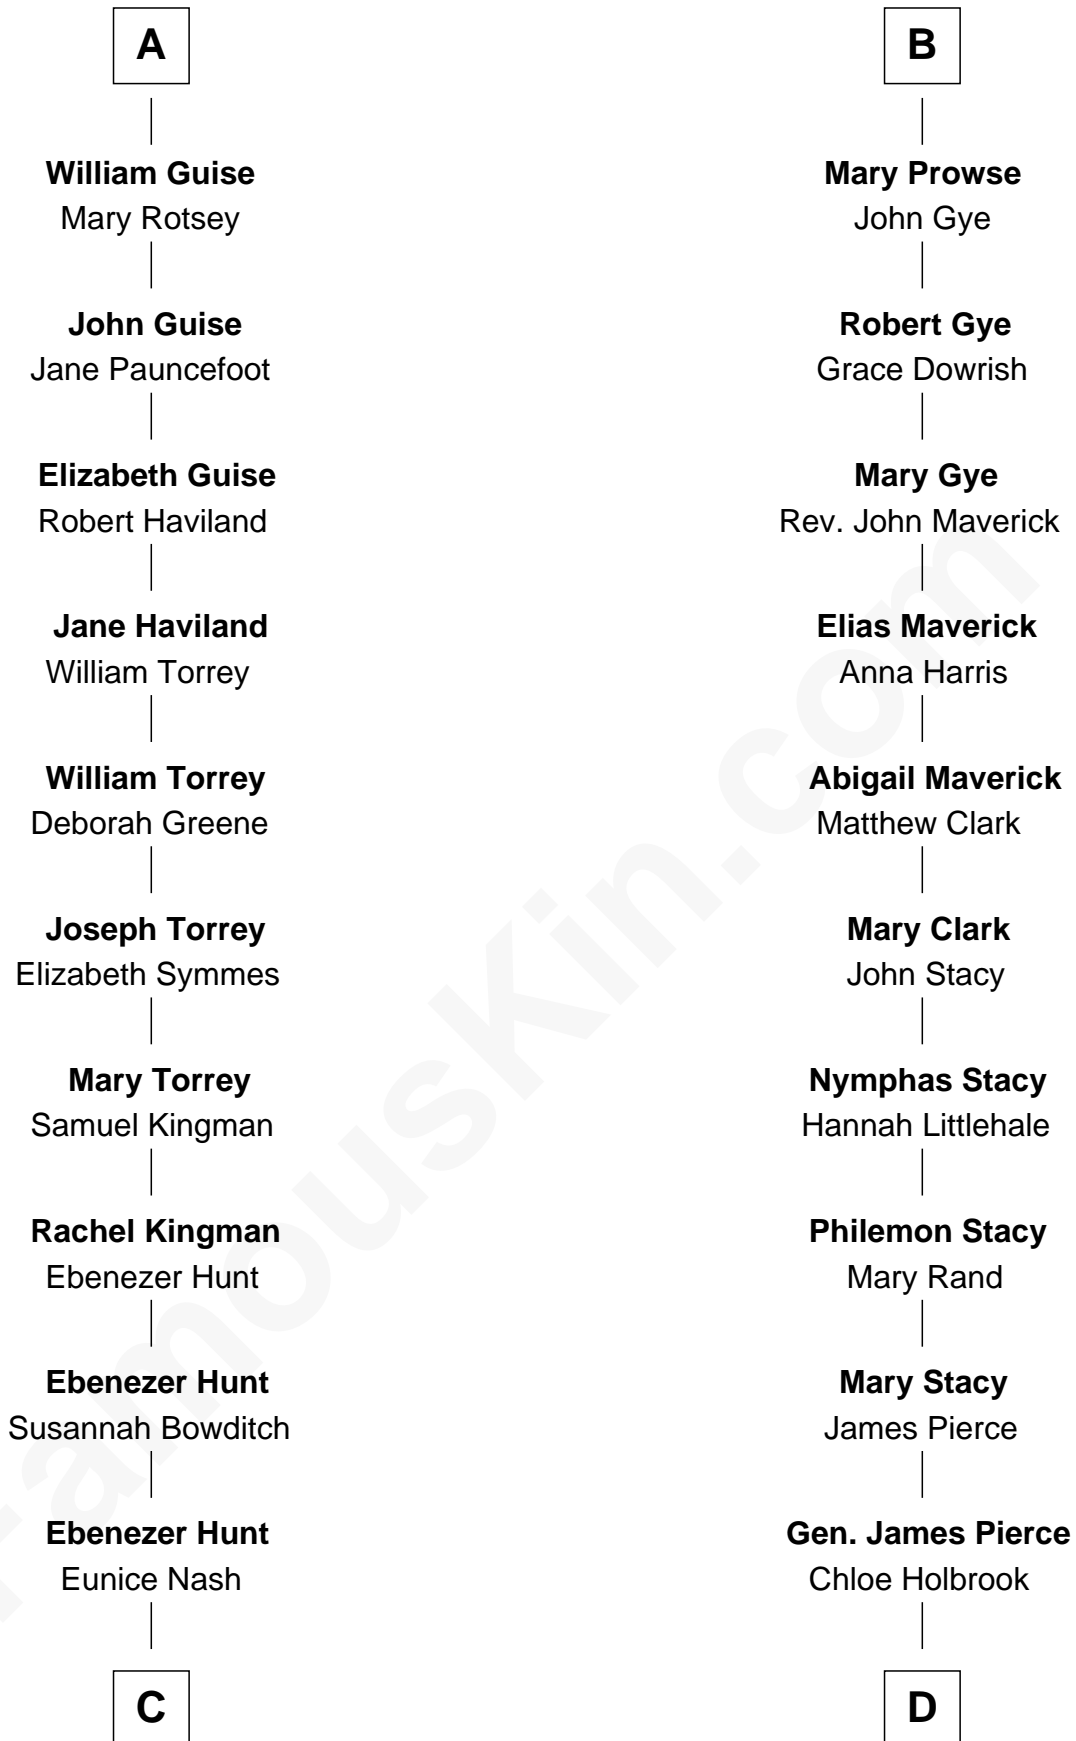 A
William Guise
Mary Rotsey
John Guise
Jane Pauncefoot
Elizabeth Guise
Robert Haviland
Jane Haviland
William Torrey
William Torrey
Deborah Greene
Joseph Torrey
Elizabeth Symmes
Mary Torrey
Samuel Kingman
Rachel Kingman
Ebenezer Hunt
Ebenezer Hunt
Susannah Bowditch
Ebenezer Hunt
Eunice Nash
C
B
Mary Prowse
John Gye
Robert Gye
Grace Dowrish
Mary Gye
Rev. John Maverick
Elias Maverick
Anna Harris
Abigail Maverick
Matthew Clark
Mary Clark
John Stacy
Nymphas Stacy
Hannah Littlehale
Philemon Stacy
Mary Rand
Mary Stacy
James Pierce
Gen. James Pierce
Chloe Holbrook
D
FamousKin.com